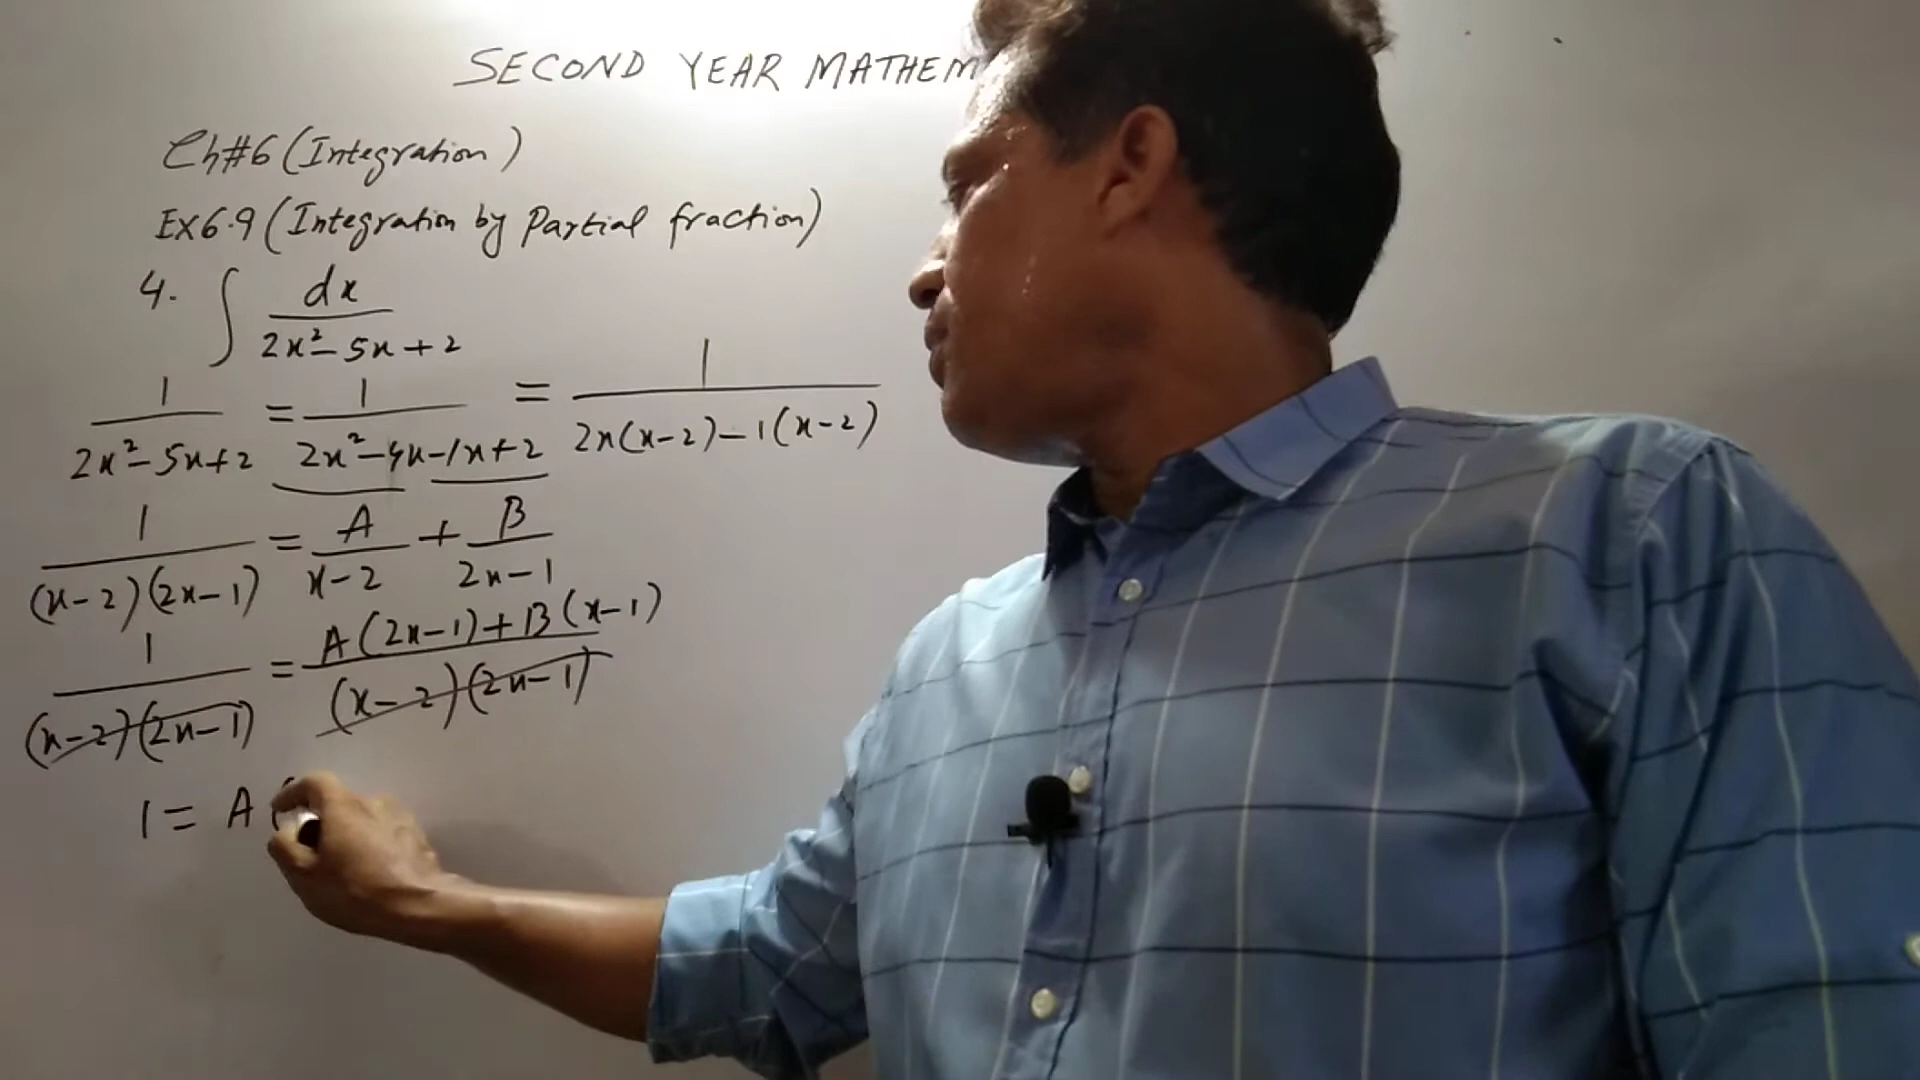 SECOND YEAR MATHEM
Ch#6 (Integration)
EX6.9 (Integration by Partial fraction)
4. ∫ dx / 2x²-5x+2
1 / 2x²-5x+2 = 1 / 2x²-4x-1x+2 = 1 / 2x(x-2)-1(x-2)
1 / (x-2)(2x-1) = A / x-2 + B / 2x-1
1 / (x-2)(2x-1) = A(2x-1)+B(x-1) / (x-2)(2x-1)
1 = A (